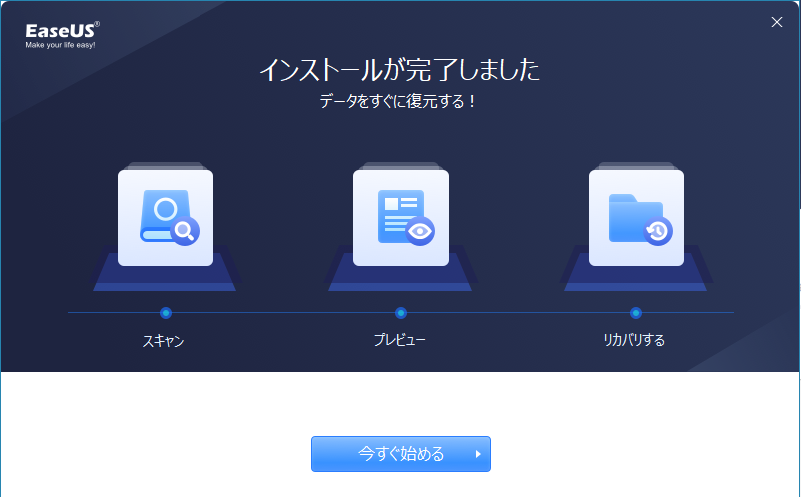 EaseUS®
Make your life easy!
インストールが完了しました
データをすぐに復元する！
スキャン
プレビュー
リカバリする
今すぐ始める